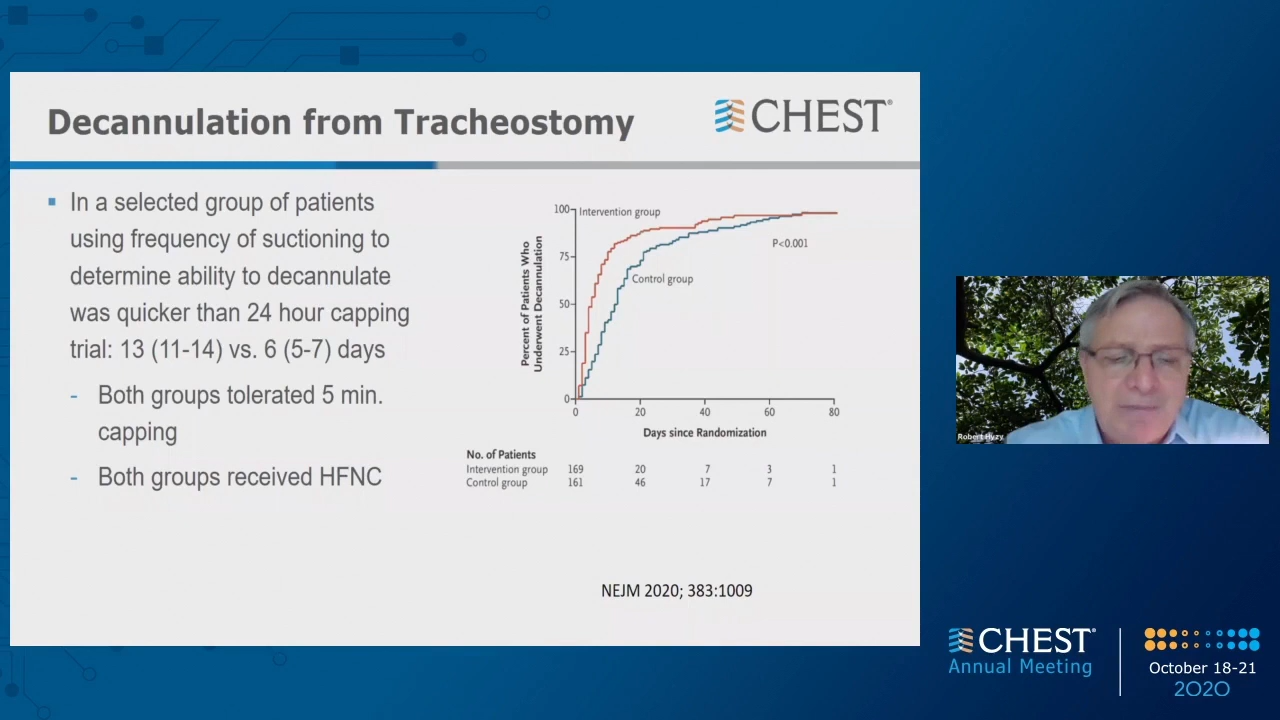 Decannulation from Tracheostomy
CHEST®
In a selected group of patients
using frequency of suctioning to
determine ability to decannulate
was quicker than 24 hour capping
trial: 13 (11-14) vs. 6 (5-7) days
- Both groups tolerated 5 min.
capping
- Both groups received HFNC
Percent of Patients Who
Underwent Decannulation
100
75
50
25
0
Intervention group
Control group
P<0.001
0 20 40 60 80
Days since Randomization
No. of Patients
Intervention group 169 20 7 3 1
Control group 161 46 17 7 1
NEJM 2020; 383:1009
Robert Hyzy
CHEST®
Annual Meeting
October 18-21
2020